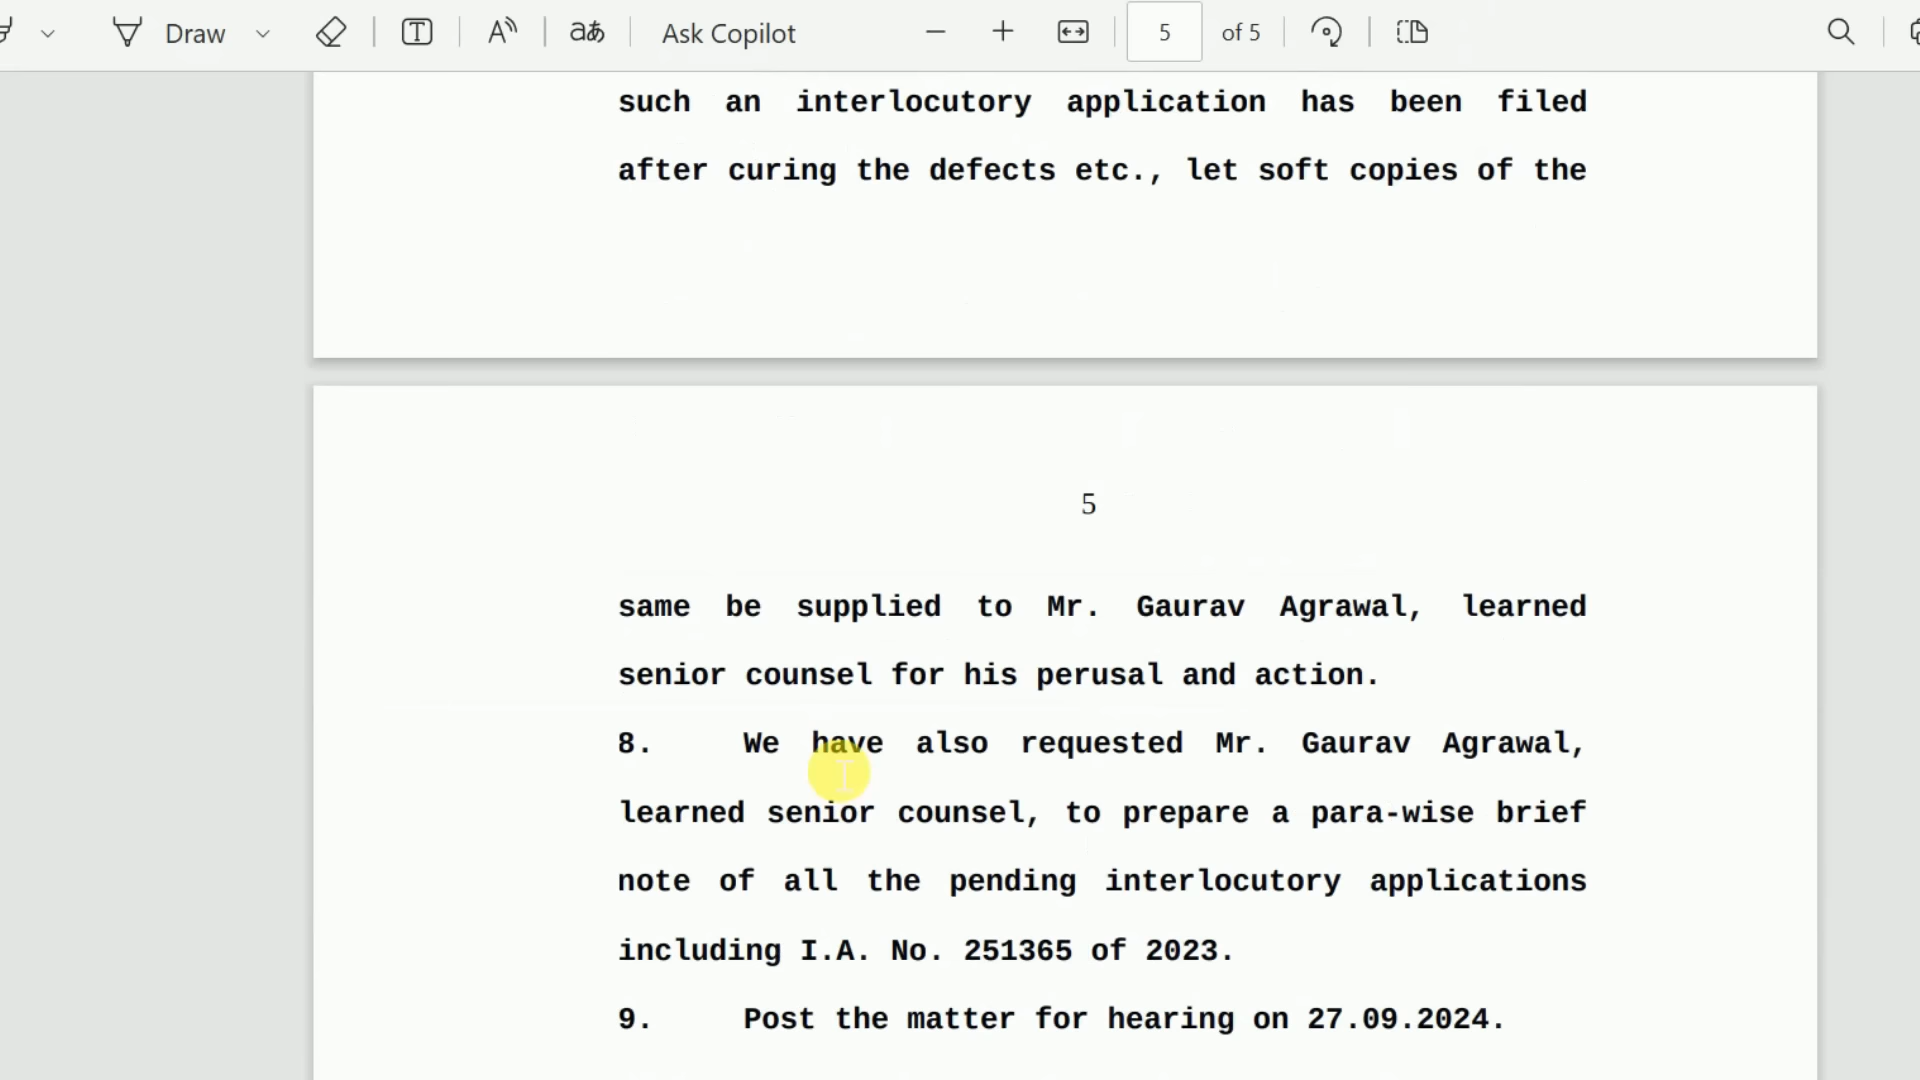 Draw
aあ
Ask Copilot
5
of 5
such an interlocutory application has been filed
after curing the defects etc., let soft copies of the
5
same be supplied to Mr. Gaurav Agrawal, learned
senior counsel for his perusal and action.
8. We have also requested Mr. Gaurav Agrawal,
learned senior counsel, to prepare a para-wise brief
note of all the pending interlocutory applications
including I.A. No. 251365 of 2023.
9. Post the matter for hearing on 27.09.2024.